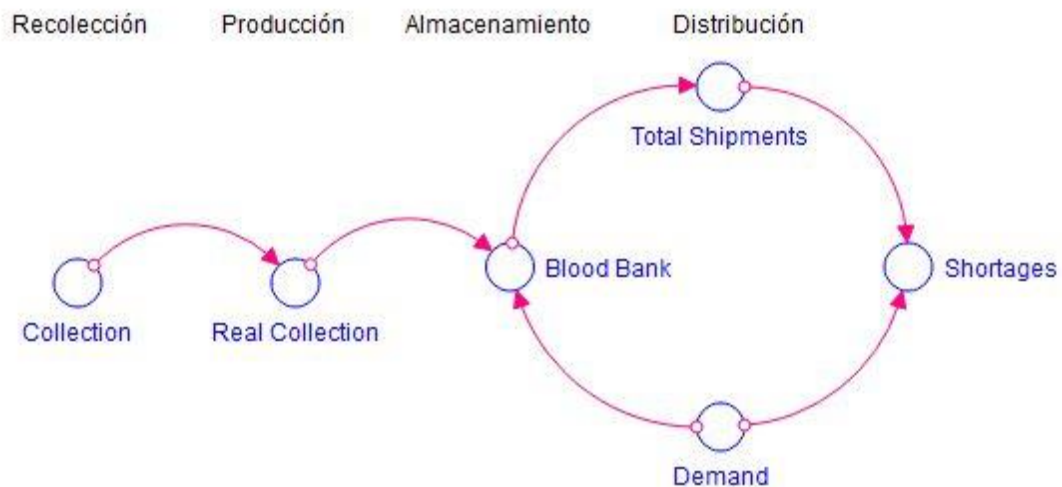 Recolección Producción Almacenamiento Distribución
Total Shipments
Blood Bank Shortages
Collection Real Collection
Demand